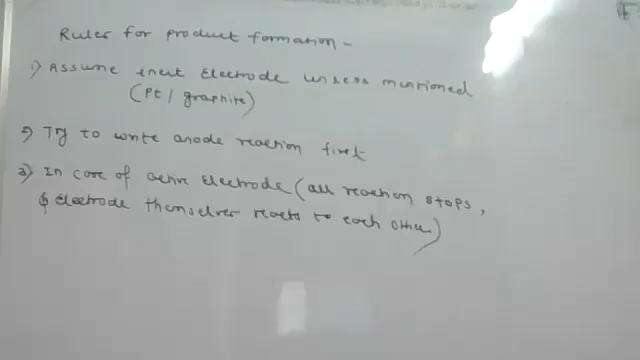 Rules for product formation -
1) Assume inert Electrode unless mentioned
(Pt / graphite)
2) Try to write anode reaction first
3) In case of active Electrode (all reaction stops,
& Electrode themselves reacts to each other)